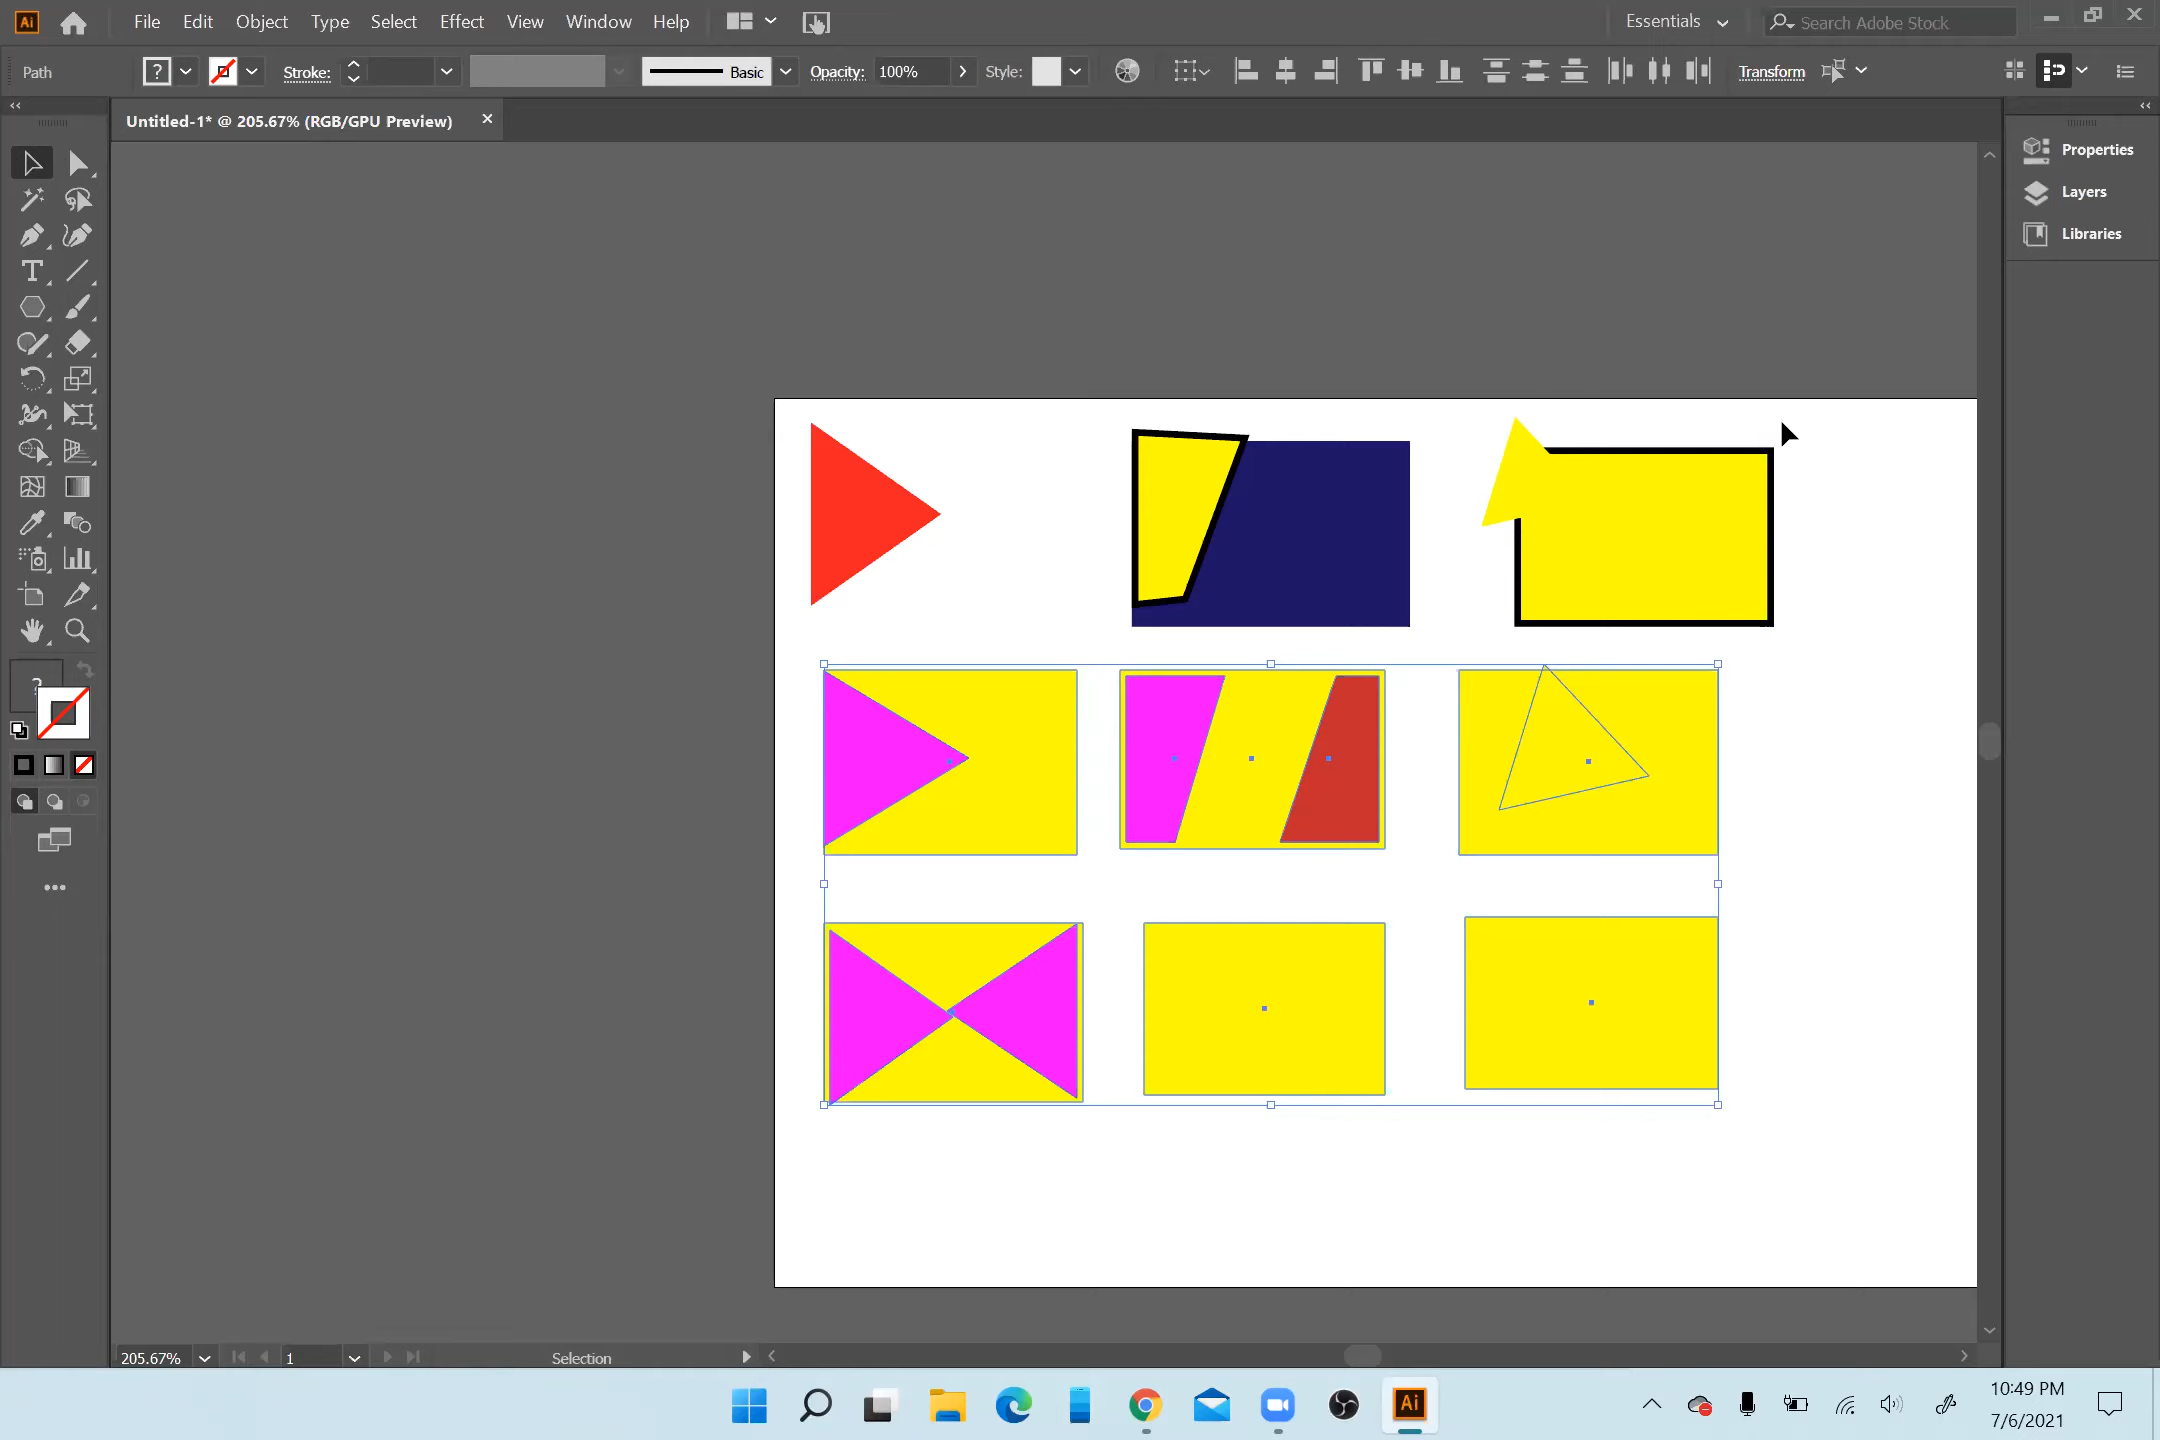 Ai File Edit Object Type Select Effect View Window Help Essentials Search Adobe Stock
Path ? Stroke: Basic Opacity: 100% Style: Transform
Untitled-1* @ 205.67% (RGB/GPU Preview)
Properties
Layers
Libraries
?
205.67% 1 Selection
Ai
10:49 PM
7/6/2021